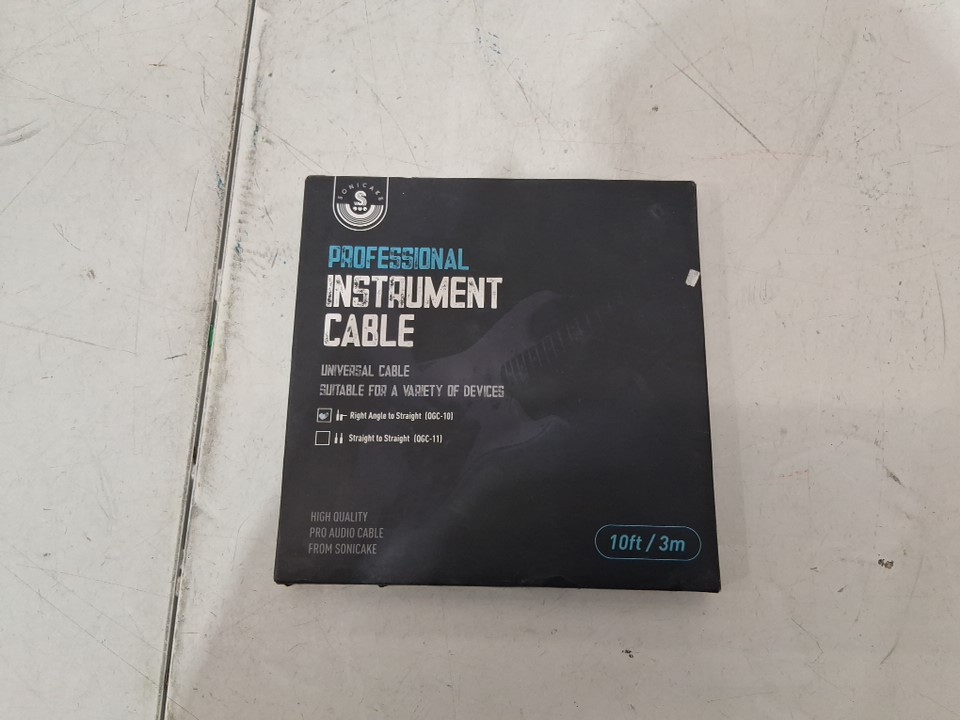 SONICAKE
S
PROFESSIONAL
INSTRUMENT
CABLE
UNIVERSAL CABLE
SUITABLE FOR A VARIETY OF DEVICES
Right Angle to Straight (OGC-10)
Straight to Straight (OGC-11)
HIGH QUALITY
PRO AUDIO CABLE
FROM SONICAKE
10ft / 3m